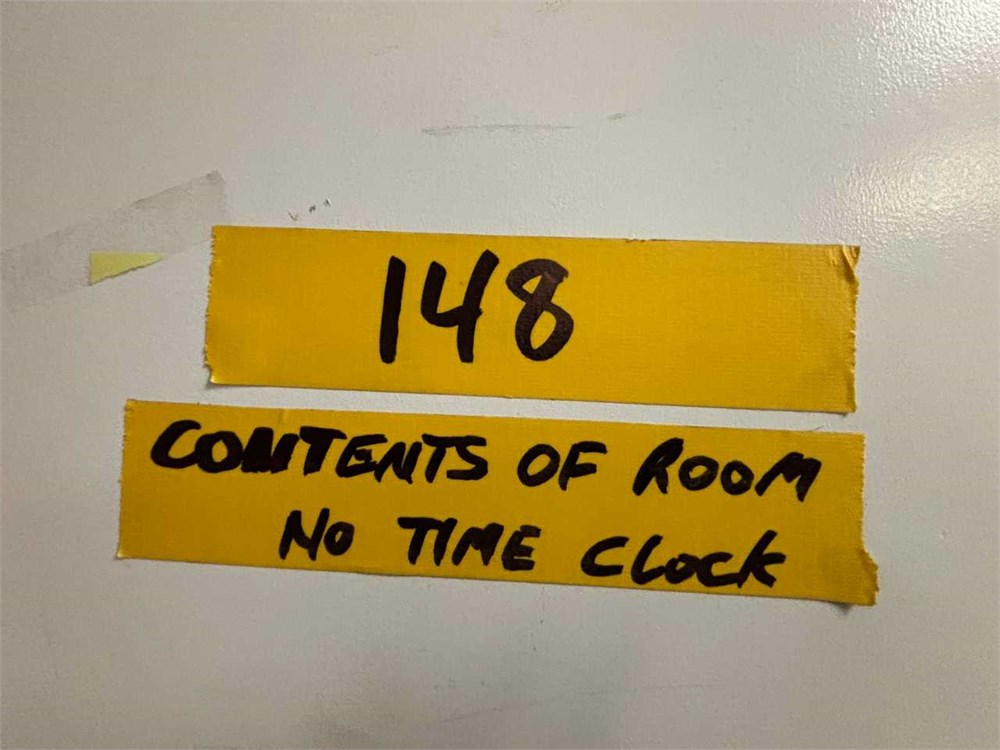 148
CONTENTS OF ROOM
NO TIME CLOCK